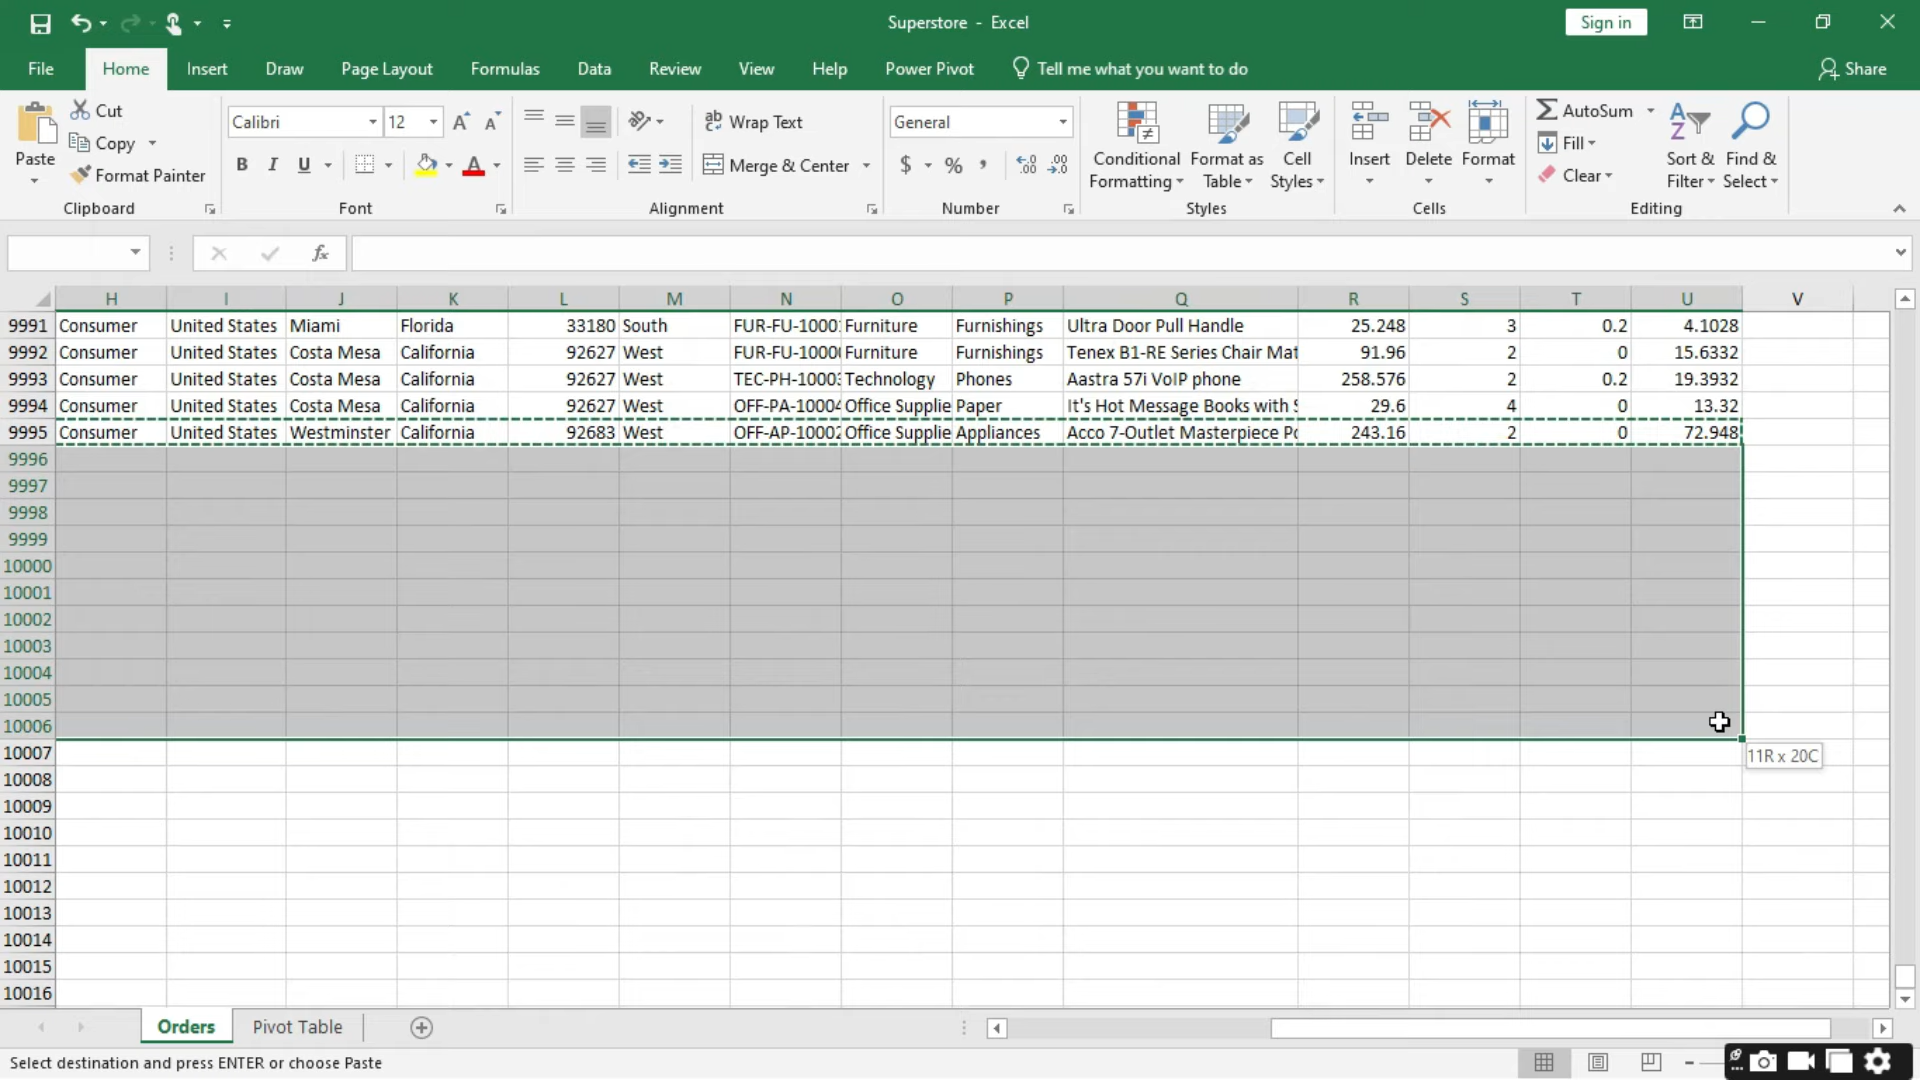 Superstore - Excel
Sign in
File Home Insert Draw Page Layout Formulas Data Review View Help Power Pivot Tell me what you want to do Share
Paste
Cut
Copy
Format Painter
Clipboard
Calibri 12
B I U A
Font
ab Wrap Text
Merge & Center
Alignment
General
$ % ,
Number
Conditional Formatting
Format as Table
Cell Styles
Styles
Insert Delete Format
Cells
AutoSum
Fill
Clear
Sort & Filter
Find & Select
Editing
fx
H I J K L M N O P Q R S T U V
9991 Consumer United States Miami Florida 33180 South FUR-FU-1000 Furniture Furnishings Ultra Door Pull Handle 25.248 3 0.2 4.1028
9992 Consumer United States Costa Mesa California 92627 West FUR-FU-1000 Furniture Furnishings Tenex B1-RE Series Chair Mat 91.96 2 0 15.6332
9993 Consumer United States Costa Mesa California 92627 West TEC-PH-1000 Technology Phones Aastra 57i VoIP phone 258.576 2 0.2 19.3932
9994 Consumer United States Costa Mesa California 92627 West OFF-PA-1000 Office Supplie Paper It's Hot Message Books with 29.6 4 0 13.32
9995 Consumer United States Westminster California 92683 West OFF-AP-1000 Office Supplie Appliances Acco 7-Outlet Masterpiece 243.16 2 0 72.948
9996
9997
9998
9999
10000
10001
10002
10003
10004
10005
10006
11R x 20C
10007
10008
10009
10010
10011
10012
10013
10014
10015
10016
Orders Pivot Table
Select destination and press ENTER or choose Paste